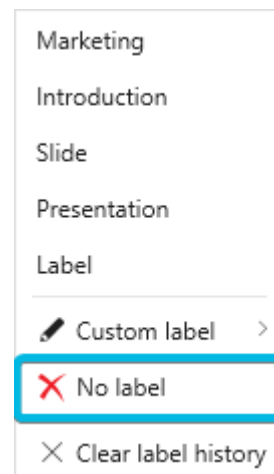 Marketing
Introduction
Slide
Presentation
Label
Custom label
No label
Clear label history